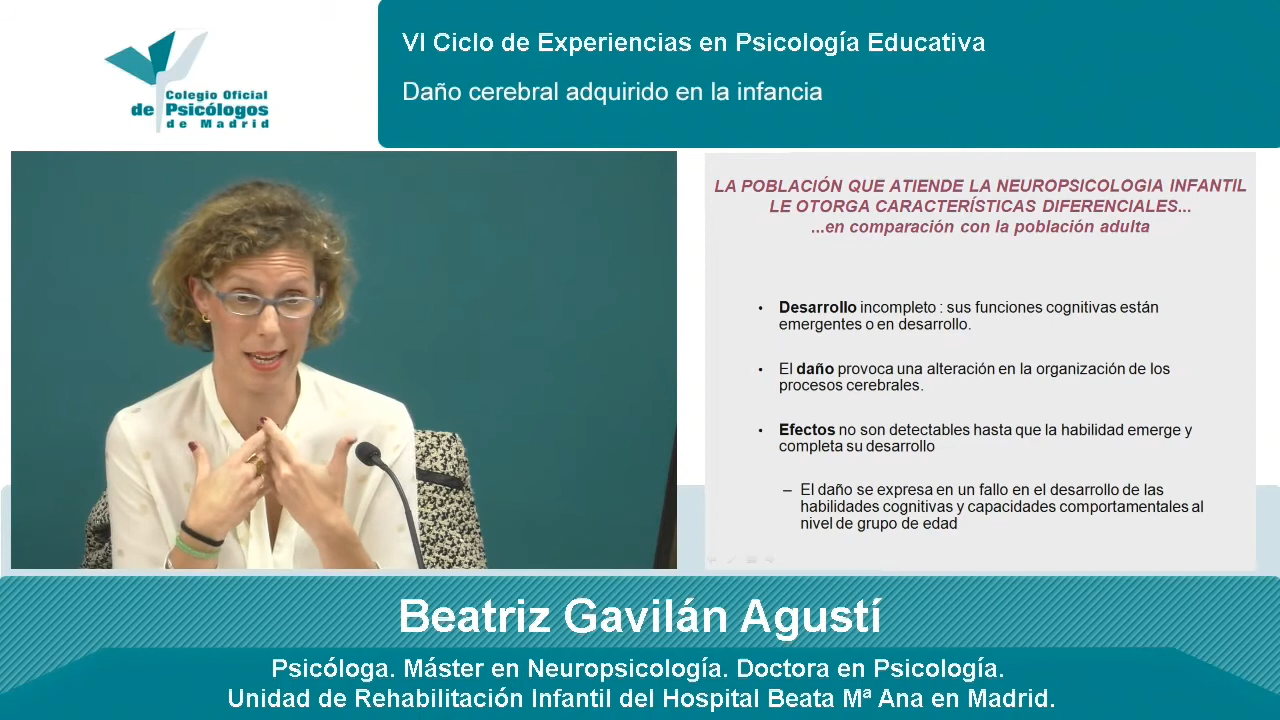 VI Ciclo de Experiencias en Psicología Educativa
Daño cerebral adquirido en la infancia
Colegio Oficial
de Psicólogos
de Madrid
LA POBLACIÓN QUE ATIENDE LA NEUROPSICOLOGIA INFANTIL
LE OTORGA CARACTERÍSTICAS DIFERENCIALES...
...en comparación con la población adulta
• Desarrollo incompleto : sus funciones cognitivas están
emergentes o en desarrollo.
• El daño provoca una alteración en la organización de los
procesos cerebrales.
• Efectos no son detectables hasta que la habilidad emerge y
completa su desarrollo
– El daño se expresa en un fallo en el desarrollo de las
habilidades cognitivas y capacidades comportamentales al
nivel de grupo de edad
Beatriz Gavilán Agustí
Psicóloga. Máster en Neuropsicología. Doctora en Psicología.
Unidad de Rehabilitación Infantil del Hospital Beata Mª Ana en Madrid.